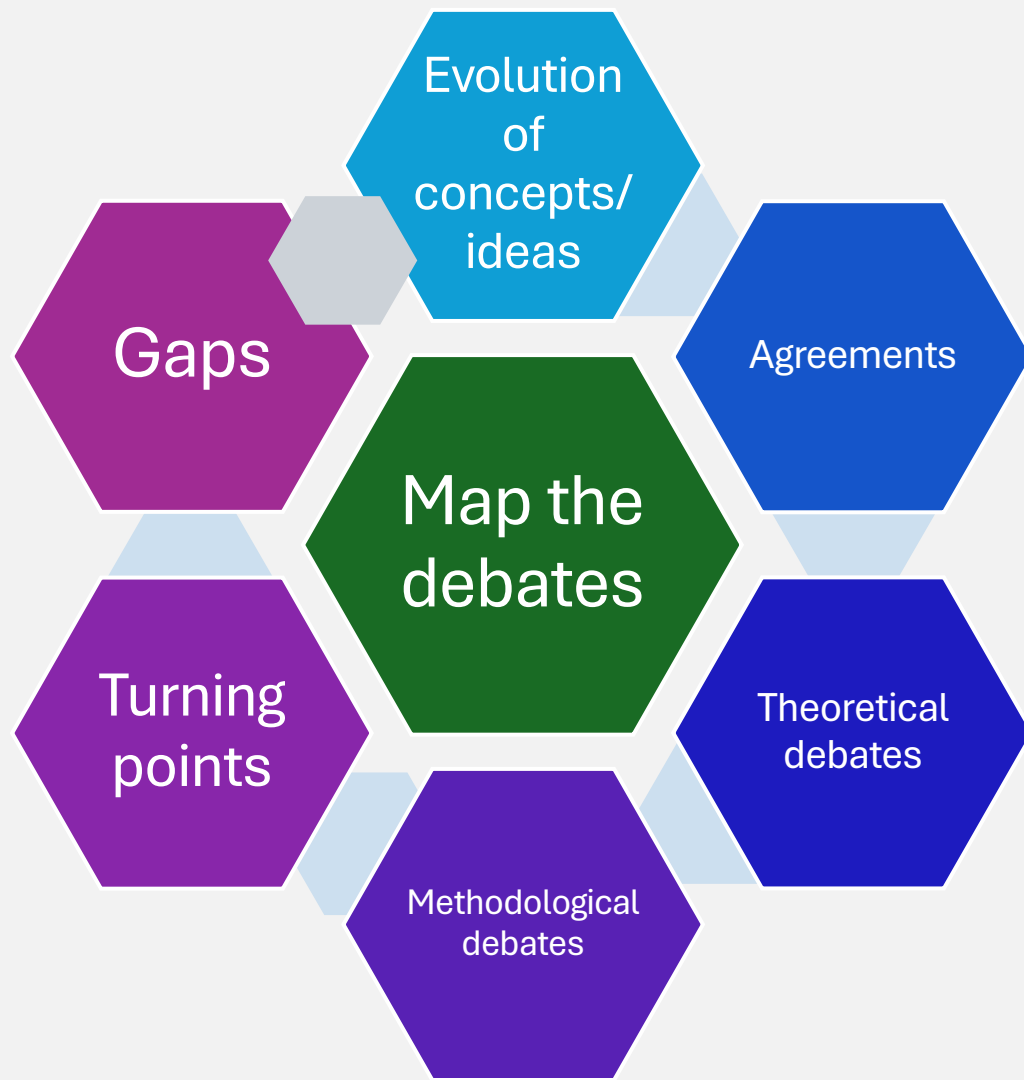 Evolution
of
concepts/
ideas
Agreements
Gaps
Map the
debates
Theoretical
debates
Turning
points
Methodological
debates